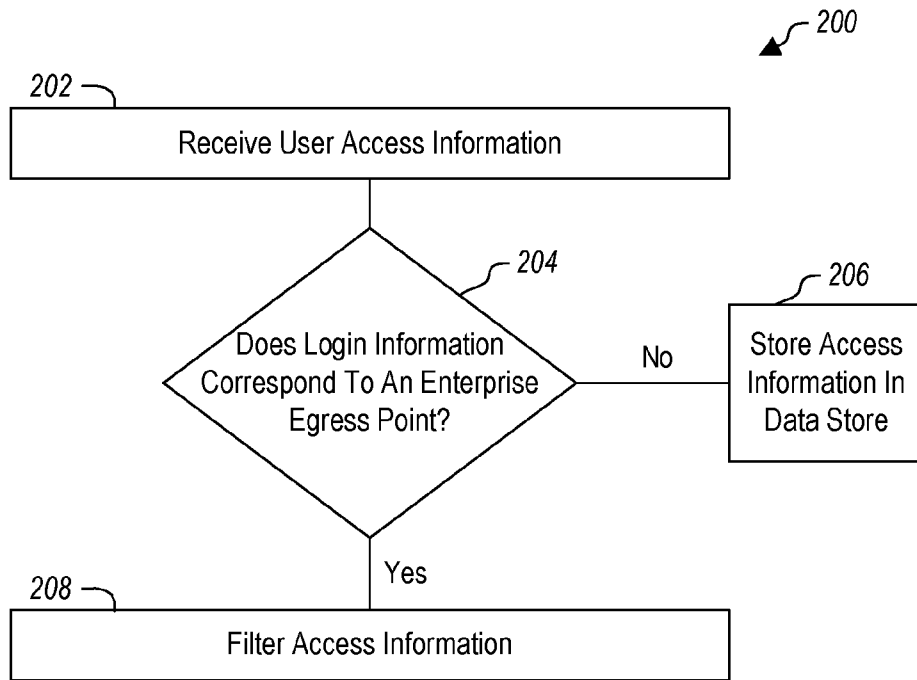 200
202
Receive User Access Information
204
Does Login Information
Correspond To An Enterprise
Egress Point?
No
206
Store Access
Information In
Data Store
Yes
208
Filter Access Information